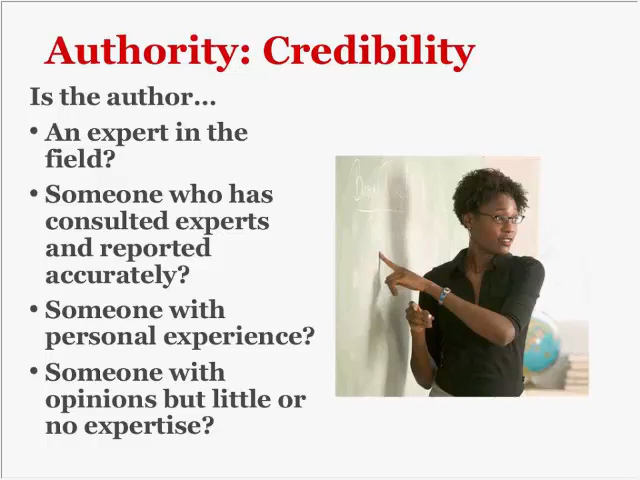 Authority: Credibility
Is the author...
• An expert in the
field?
• Someone who has
consulted experts
and reported
accurately?
• Someone with
personal experience?
• Someone with
opinions but little or
no expertise?